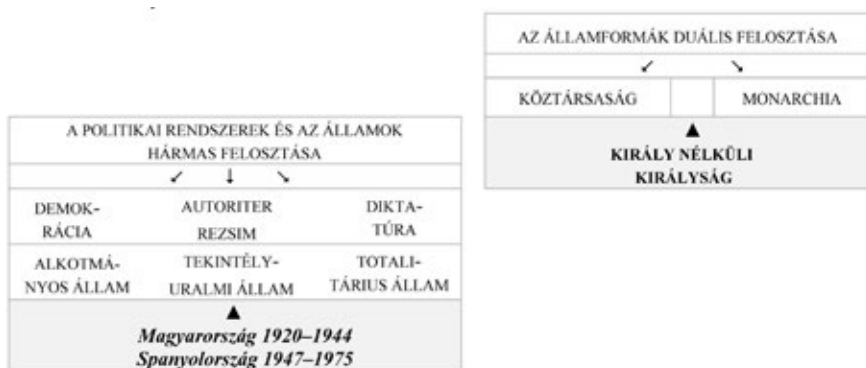 A POLITIKAI RENDSZEREK ÉS AZ ÁLLAMOK
HÁRMAS FELOSZTÁSA
↙ ↓ ↘
DEMOK-
RÁCIA
AUTORITER
REZSIM
DIKTA-
TÚRA
ALKOTMÁ-
NYOS ÁLLAM
TEKINTÉLY-
URALMI ÁLLAM
TOTALI-
TÁRIUS ÁLLAM
▲
Magyarország 1920–1944
Spanyolország 1947–1975
AZ ÁLLAMFORMÁK DUÁLIS FELOSZTÁSA
↙ ↘
KÖZTÁRSASÁG
MONARCHIA
▲
KIRÁLY NÉLKÜLI
KIRÁLYSÁG